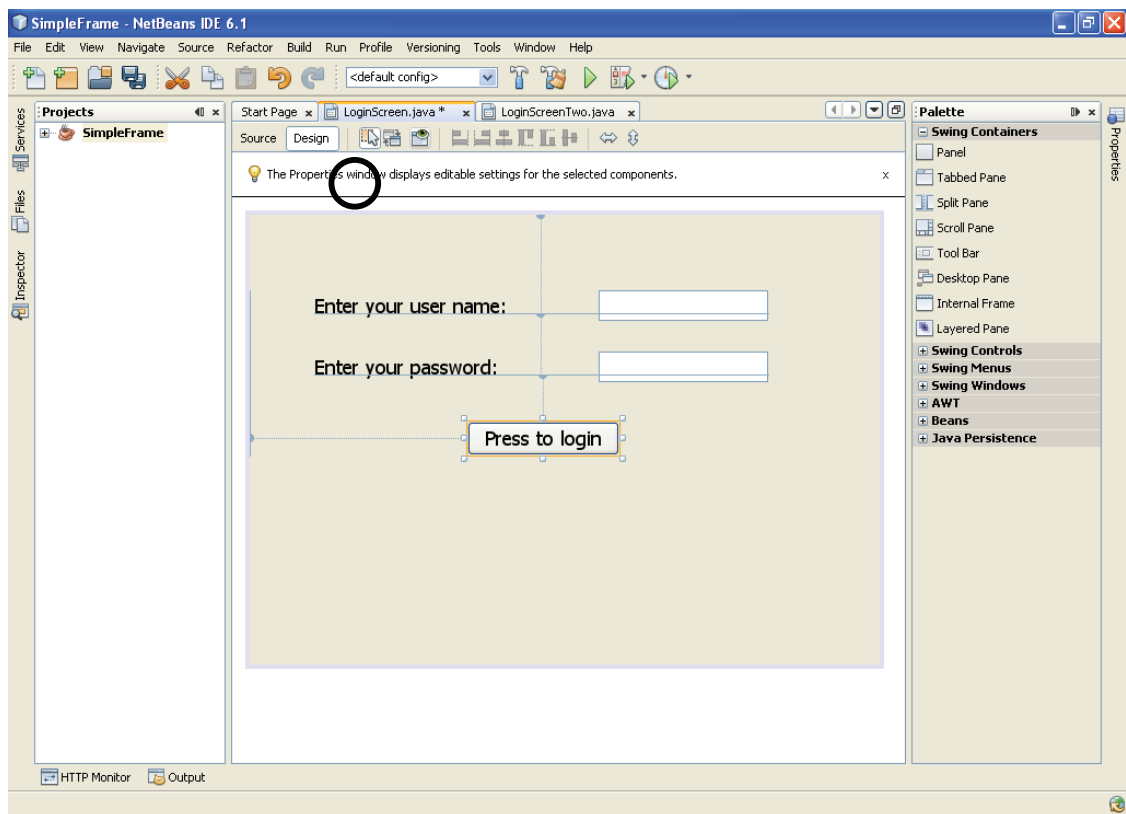 SimpleFrame - NetBeans IDE 6.1
File Edit View Navigate Source Refactor Build Run Profile Versioning Tools Window Help
<default config>
Services
Files
Inspector
Projects
SimpleFrame
Start Page x LoginScreen.java * x LoginScreenTwo.java x
Source Design
The Properties window displays editable settings for the selected components. x
Enter your user name:
Enter your password:
Press to login
Palette
Swing Containers
Panel
Tabbed Pane
Split Pane
Scroll Pane
Tool Bar
Desktop Pane
Internal Frame
Layered Pane
Swing Controls
Swing Menus
Swing Windows
AWT
Beans
Java Persistence
Properties
HTTP Monitor Output